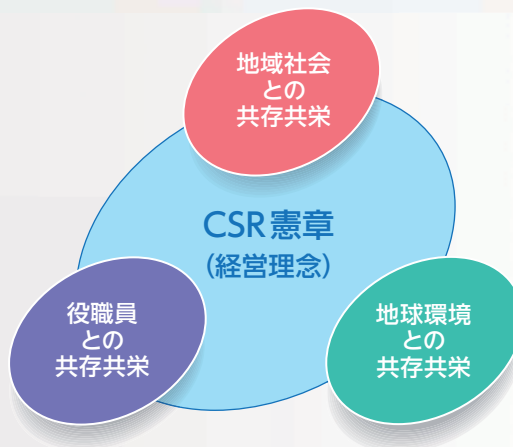 地域社会
との
共存共栄
CSR憲章
(経営理念)
役職員
との
共存共栄
地球環境
との
共存共栄